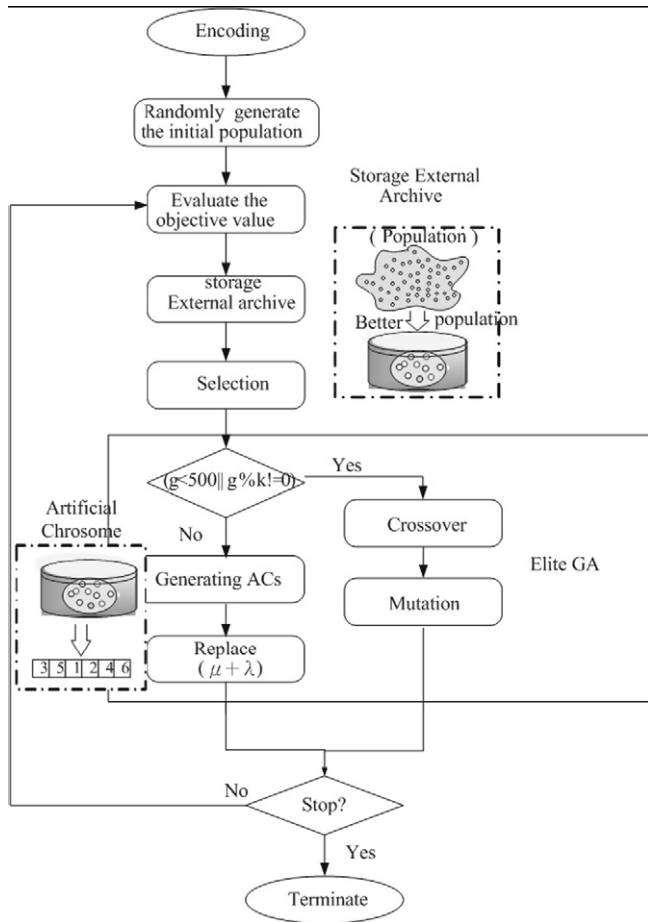 Encoding
Randomly generate
the initial population
Evaluate the
objective value
Storage External
Archive
( Population )
Better population
storage
External archive
Selection
(g<500||g%k!=0)
Yes
No
Crossover
Mutation
Elite GA
Artificial
Chrosome
3 5 1 2 4 6
Generating ACs
Replace
(μ+λ)
No
Stop?
Yes
Terminate